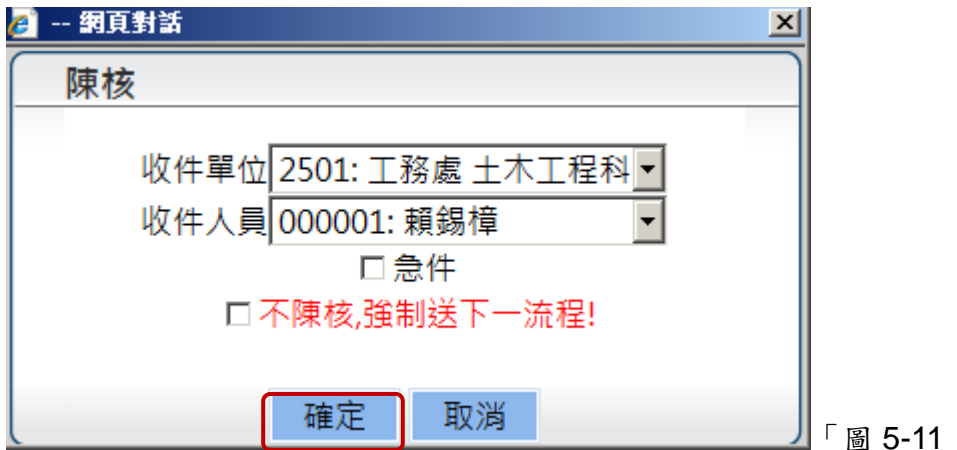 -- 網頁對話
陳核
收件單位 2501: 工務處 土木工程科
收件人員 000001: 賴錫樟
急件
不陳核,強制送下一流程!
確定 取消
「圖 5-11